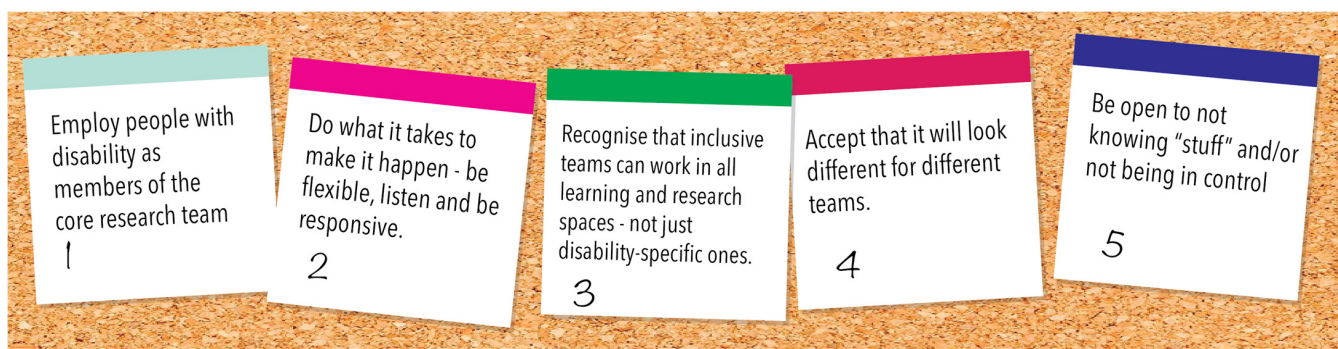 Employ people with
disability as
members of the
core research team
1
Do what it takes to
make it happen - be
flexible, listen and be
responsive.
2
Recognise that inclusive
teams can work in all
learning and research
spaces - not just
disability-specific ones.
3
Accept that it will look
different for different
teams.
4
Be open to not
knowing “stuff” and/or
not being in control
5